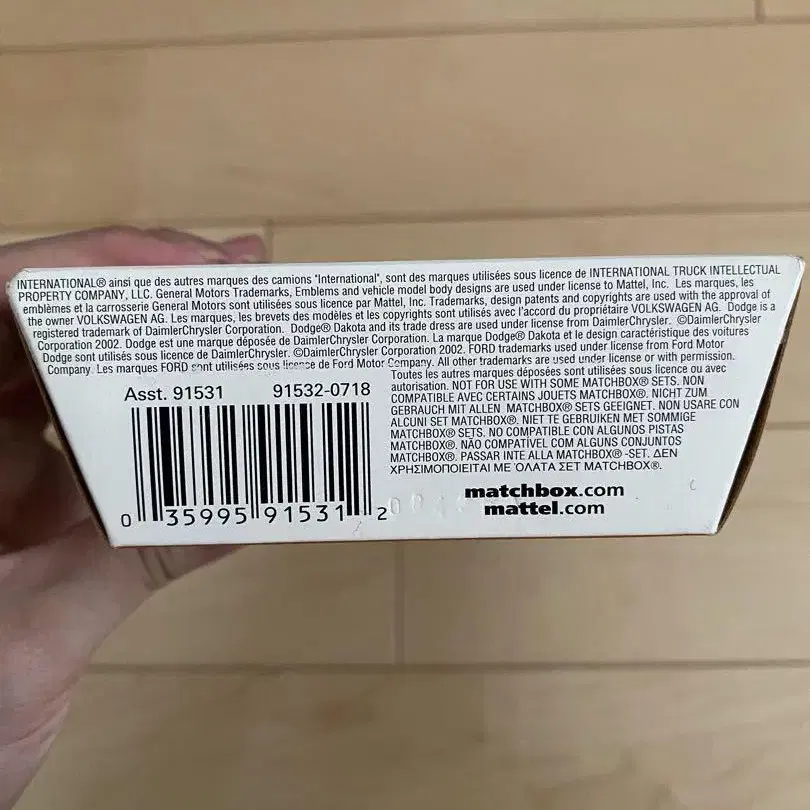 INTERNATIONAL® ainsi que des autres marques des camions "International", sont des marques utilisées sous licence de INTERNATIONAL TRUCK INTELLECTUAL
PROPERTY COMPANY, LLC. General Motors Trademarks, Emblems and vehicle model body designs are used under license to Mattel, Inc. Les marques, les
emblèmes et la carrosserie General Motors sont utilisées sous licence par Mattel, Inc. Trademarks, design patents and copyrights are used with the approval of
the owner VOLKSWAGEN AG. Les marques, les brevets des modèles et les copyrights sont utilisés avec l'accord du propriétaire VOLKSWAGEN AG. Dodge is a
registered trademark of DaimlerChrysler Corporation. Dodge® Dakota and its trade dress are used under license from DaimlerChrysler. ©DaimlerChrysler
Corporation 2002. Dodge est une marque déposée de DaimlerChrysler Corporation. La marque Dodge® Dakota et le design caractéristique des voitures
Dodge sont utilisés sous licence de DaimlerChrysler. ©DaimlerChrysler Corporation 2002. FORD trademarks used under license from Ford Motor
Company. Les marques FORD sont utilisées sous licence de Ford Motor Company. All other trademarks are used under license or with permission.
Toutes les autres marques déposées sont utilisées sous licence ou avec
autorisation. NOT FOR USE WITH SOME MATCHBOX® SETS. NON
COMPATIBLE AVEC CERTAINS JOUETS MATCHBOX®. NICHT ZUM
GEBRAUCH MIT ALLEN MATCHBOX® SETS GEEIGNET. NON USARE CON
ALCUNI SET MATCHBOX®. NIET TE GEBRUIKEN MET SOMMIGE
MATCHBOX® SETS. NO COMPATIBLE CON ALGUNOS PISTAS
MATCHBOX®. NÃO COMPATÍVEL COM ALGUNS CONJUNTOS
MATCHBOX®. PASSAR INTE ALLA MATCHBOX® -SET. ΔΕΝ
ΧΡΗΣΙΜΟΠΟΙΕΙΤΑΙ ΜΕ ΌΛΑΤΑ ΣΕΤ MATCHBOX®.
Asst. 91531 91532-0718
0 35995 91531 2
matchbox.com
mattel.com